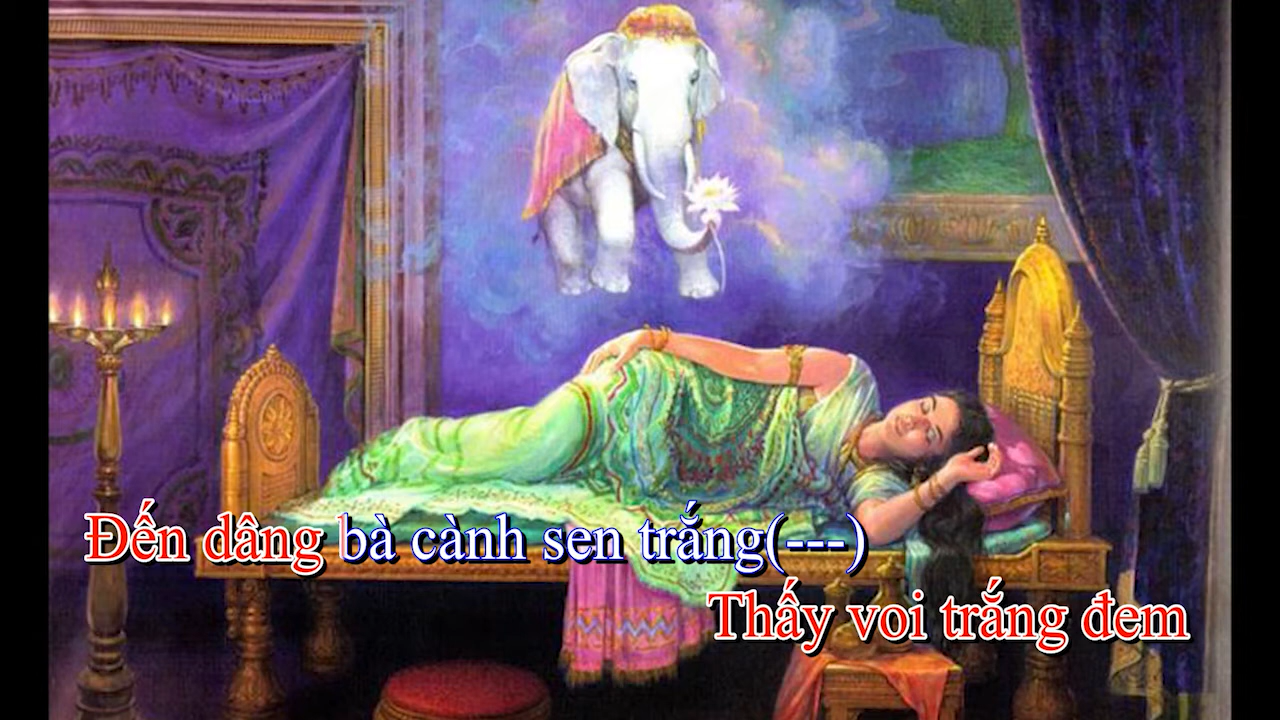 Đến dâng bà cành sen trắng(---)
Thấy voi trắng đem